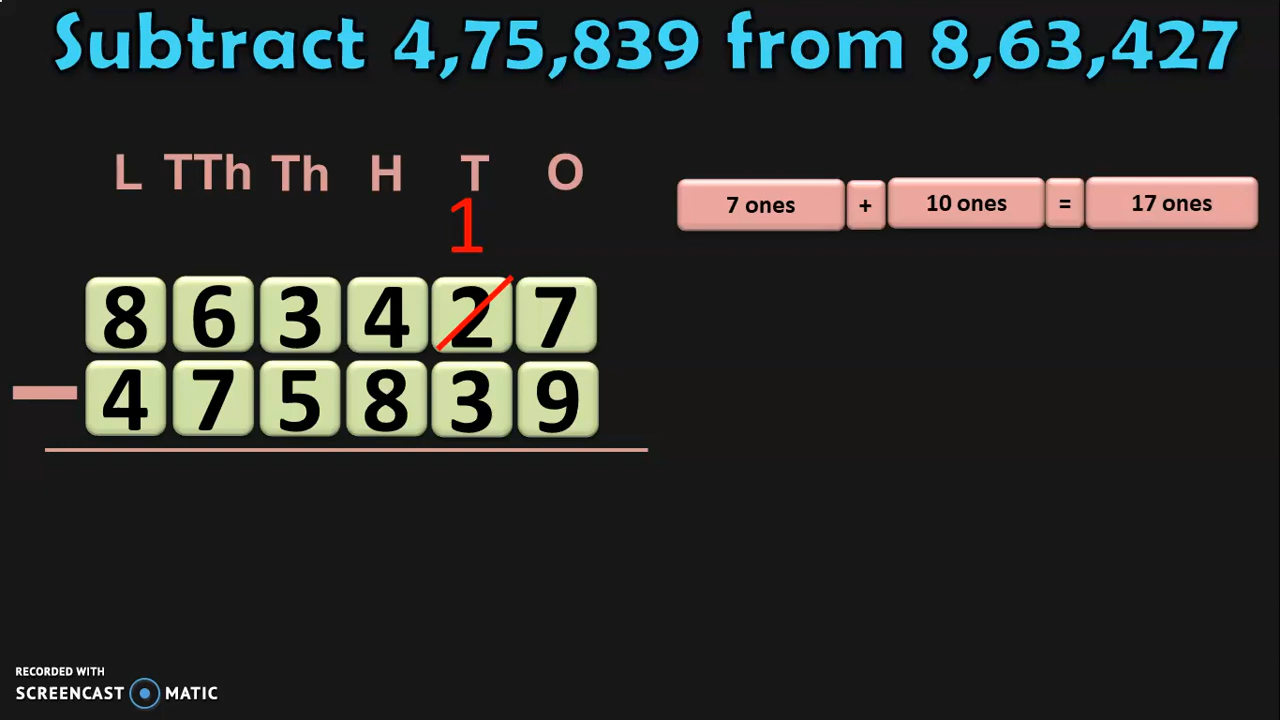 Subtract 4,75,839 from 8,63,427
L TTh Th H T O
7 ones + 10 ones = 17 ones
1
8 6 3 4 2 7
- 4 7 5 8 3 9
RECORDED WITH
SCREENCAST MATIC